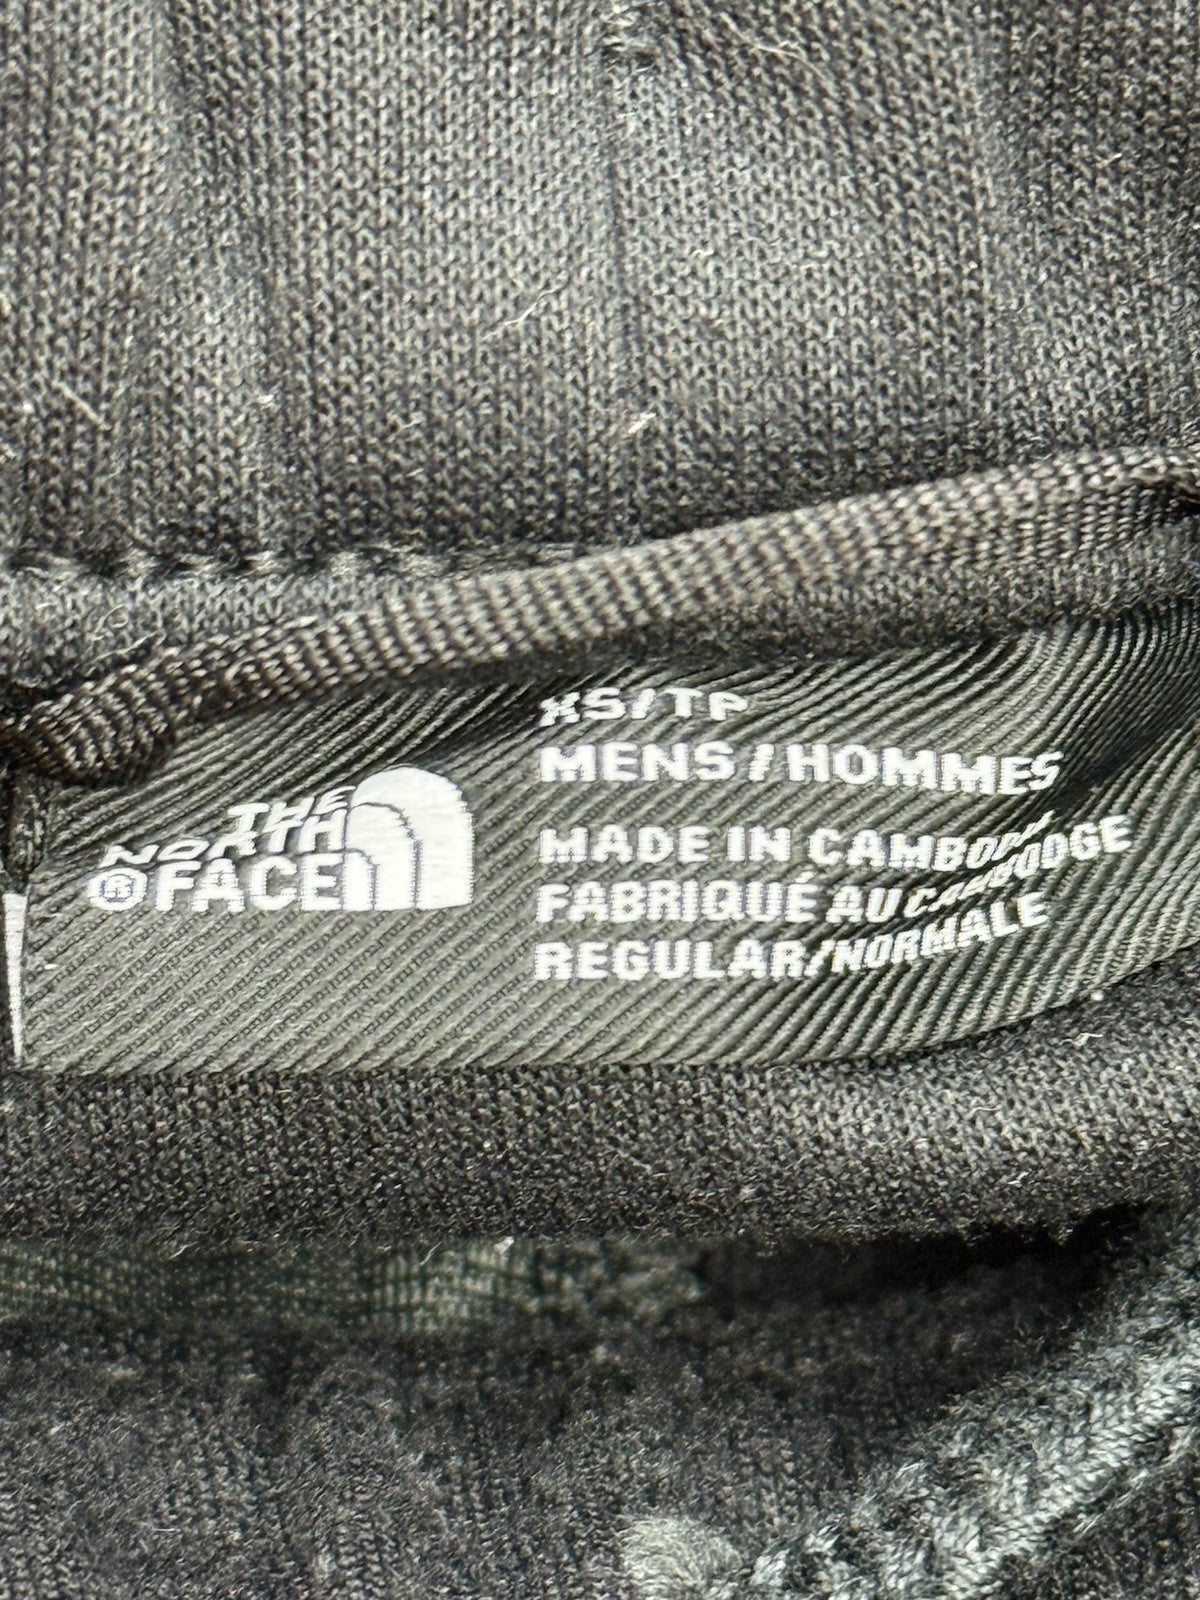 THE
NORTH
®FACE
XS/TP
MENS/HOMMES
MADE IN CAMBODIA
FABRIQUÉ AU CAMBODGE
REGULAR/NORMALE